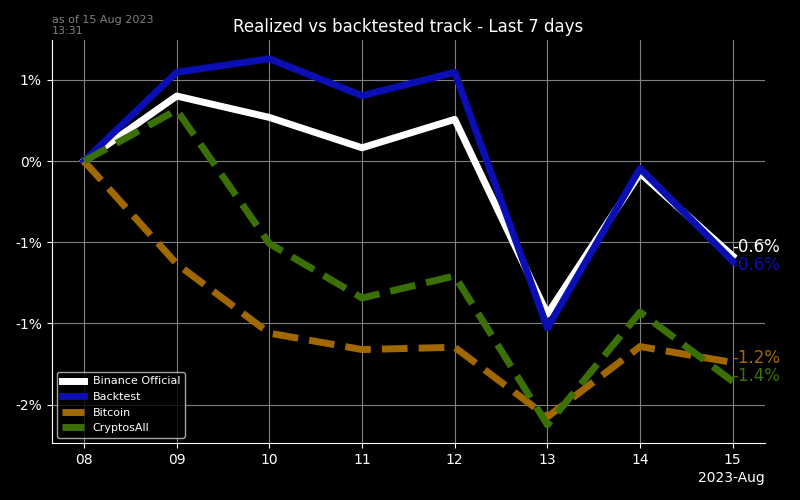 as of 15 Aug 2023
13:31
Realized vs backtested track - Last 7 days
1%
0%
-1%
-1%
-2%
-0.6%
-0.6%
-1.2%
-1.4%
Binance Official
Backtest
Bitcoin
CryptosAll
08 09 10 11 12 13 14 15
2023-Aug